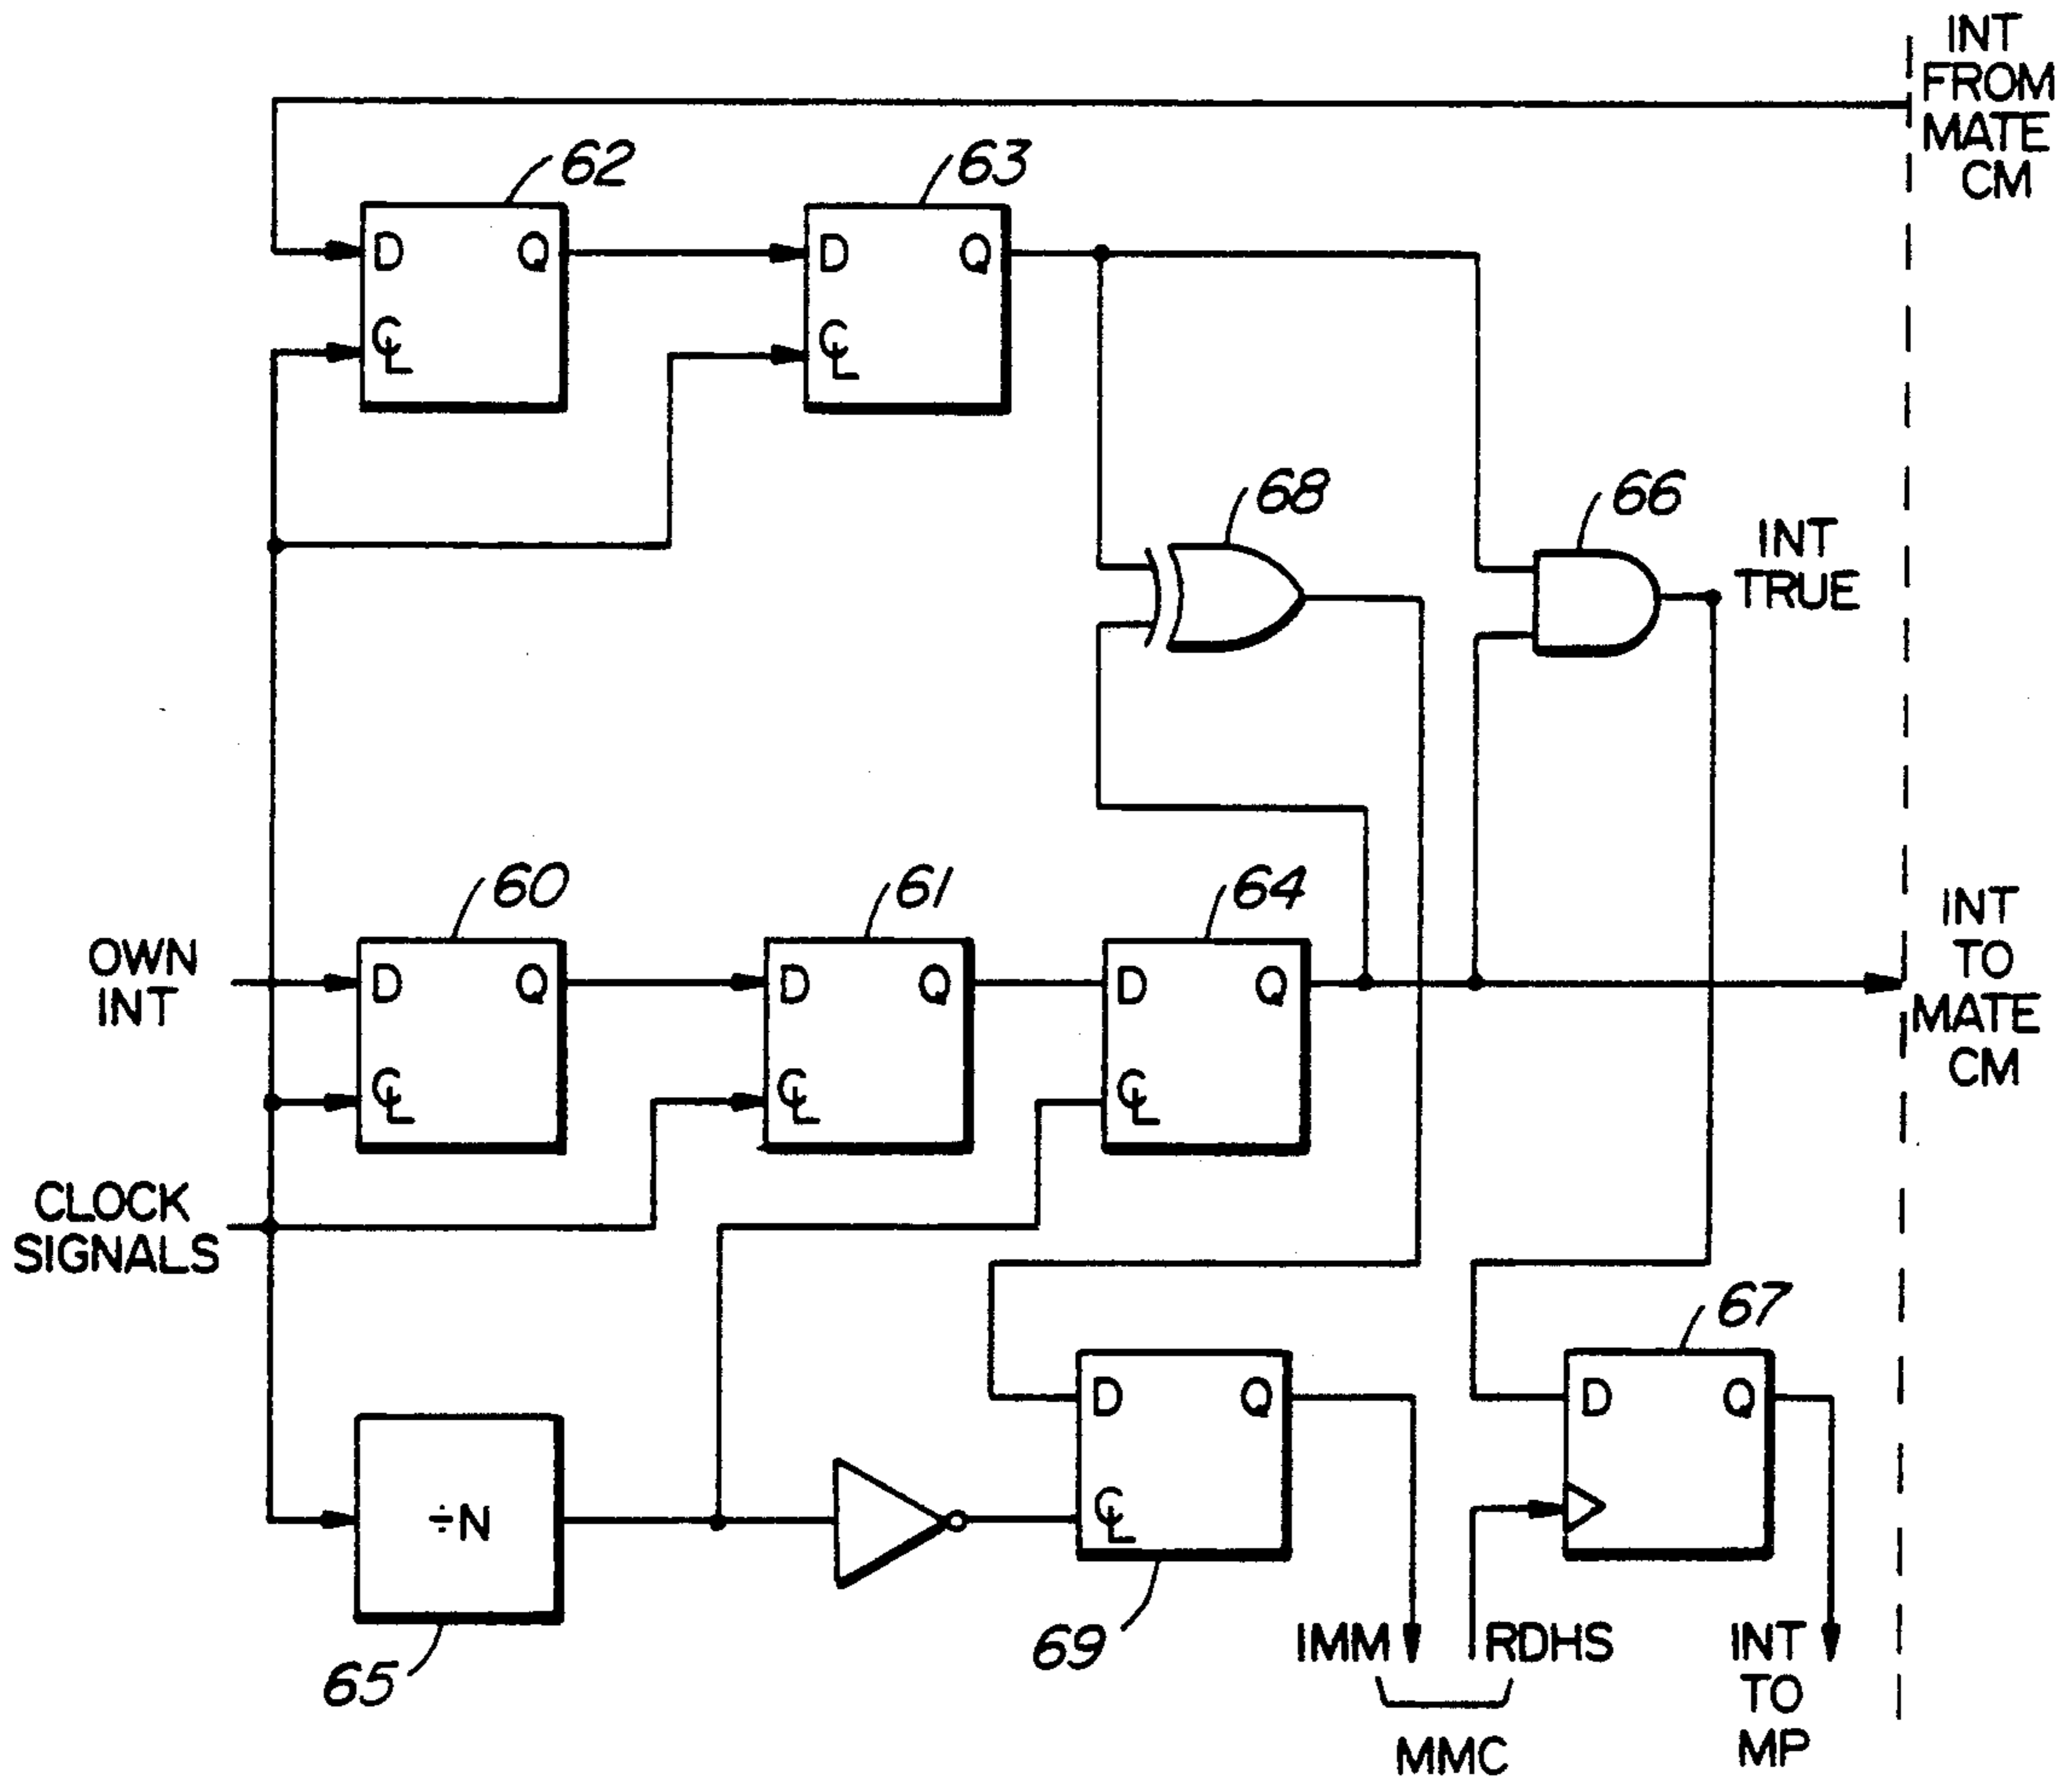 INT
FROM
MATE
CM
62
63
D Q
CL
D Q
CL
68
66
INT
TRUE
60
61
64
OWN
INT
D Q
CL
D Q
CL
D Q
CL
INT
TO
MATE
CM
CLOCK
SIGNALS
67
÷N
D Q
CL
D Q
65
69
IMM
RDHS
MMC
INT
TO
MP